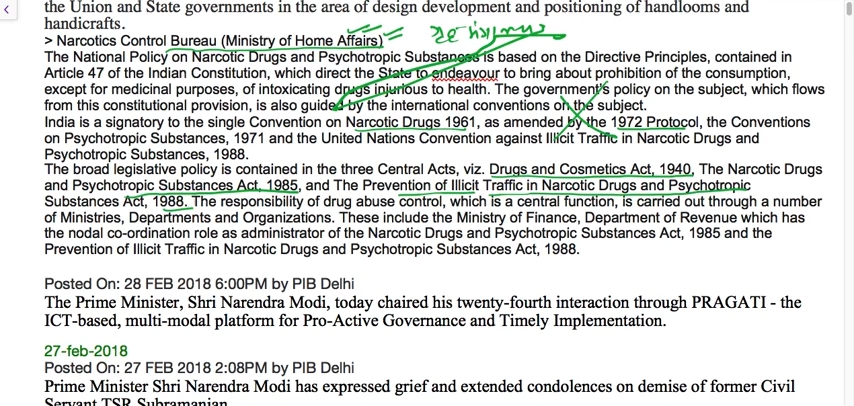 the Union and State governments in the area of design development and positioning of handlooms and
handicrafts.
> Narcotics Control Bureau (Ministry of Home Affairs)
The National Policy on Narcotic Drugs and Psychotropic Substances is based on the Directive Principles, contained in
Article 47 of the Indian Constitution, which direct the State to endeavour to bring about prohibition of the consumption,
except for medicinal purposes, of intoxicating drugs injurious to health. The government's policy on the subject, which flows
from this constitutional provision, is also guided by the international conventions on the subject.
India is a signatory to the single Convention on Narcotic Drugs 1961, as amended by the 1972 Protocol, the Conventions
on Psychotropic Substances, 1971 and the United Nations Convention against Illicit Traffic in Narcotic Drugs and
Psychotropic Substances, 1988.
The broad legislative policy is contained in the three Central Acts, viz. Drugs and Cosmetics Act, 1940, The Narcotic Drugs
and Psychotropic Substances Act, 1985, and The Prevention of Illicit Traffic in Narcotic Drugs and Psychotropic
Substances Act, 1988. The responsibility of drug abuse control, which is a central function, is carried out through a number
of Ministries, Departments and Organizations. These include the Ministry of Finance, Department of Revenue which has
the nodal co-ordination role as administrator of the Narcotic Drugs and Psychotropic Substances Act, 1985 and the
Prevention of Illicit Traffic in Narcotic Drugs and Psychotropic Substances Act, 1988.
Posted On: 28 FEB 2018 6:00PM by PIB Delhi
The Prime Minister, Shri Narendra Modi, today chaired his twenty-fourth interaction through PRAGATI - the
ICT-based, multi-modal platform for Pro-Active Governance and Timely Implementation.
27-feb-2018
Posted On: 27 FEB 2018 2:08PM by PIB Delhi
Prime Minister Shri Narendra Modi has expressed grief and extended condolences on demise of former Civil
Servant TSR Subramanian